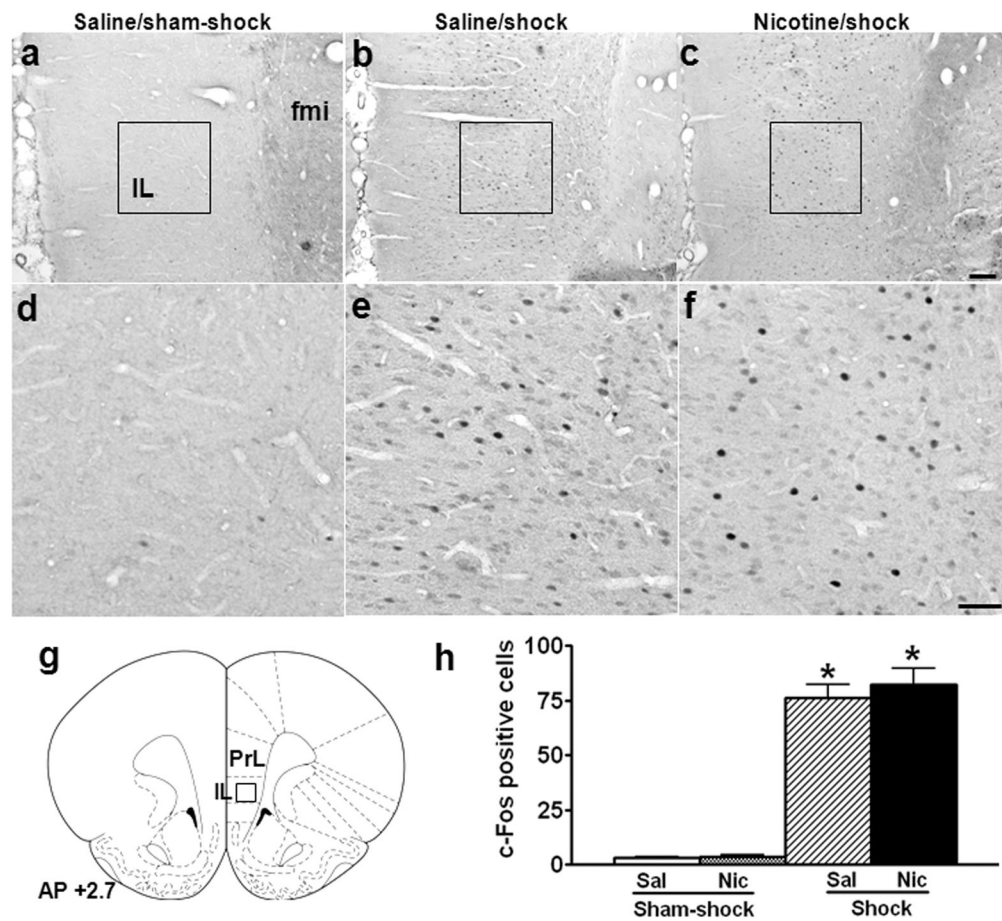 Saline/sham-shock Saline/shock Nicotine/shock
a b c
fmi
IL
d e f
g
PrL
IL
AP +2.7
h
c-Fos positive cells
100
75
50
25
0
* *
Sal Nic Sal Nic
Sham-shock Shock